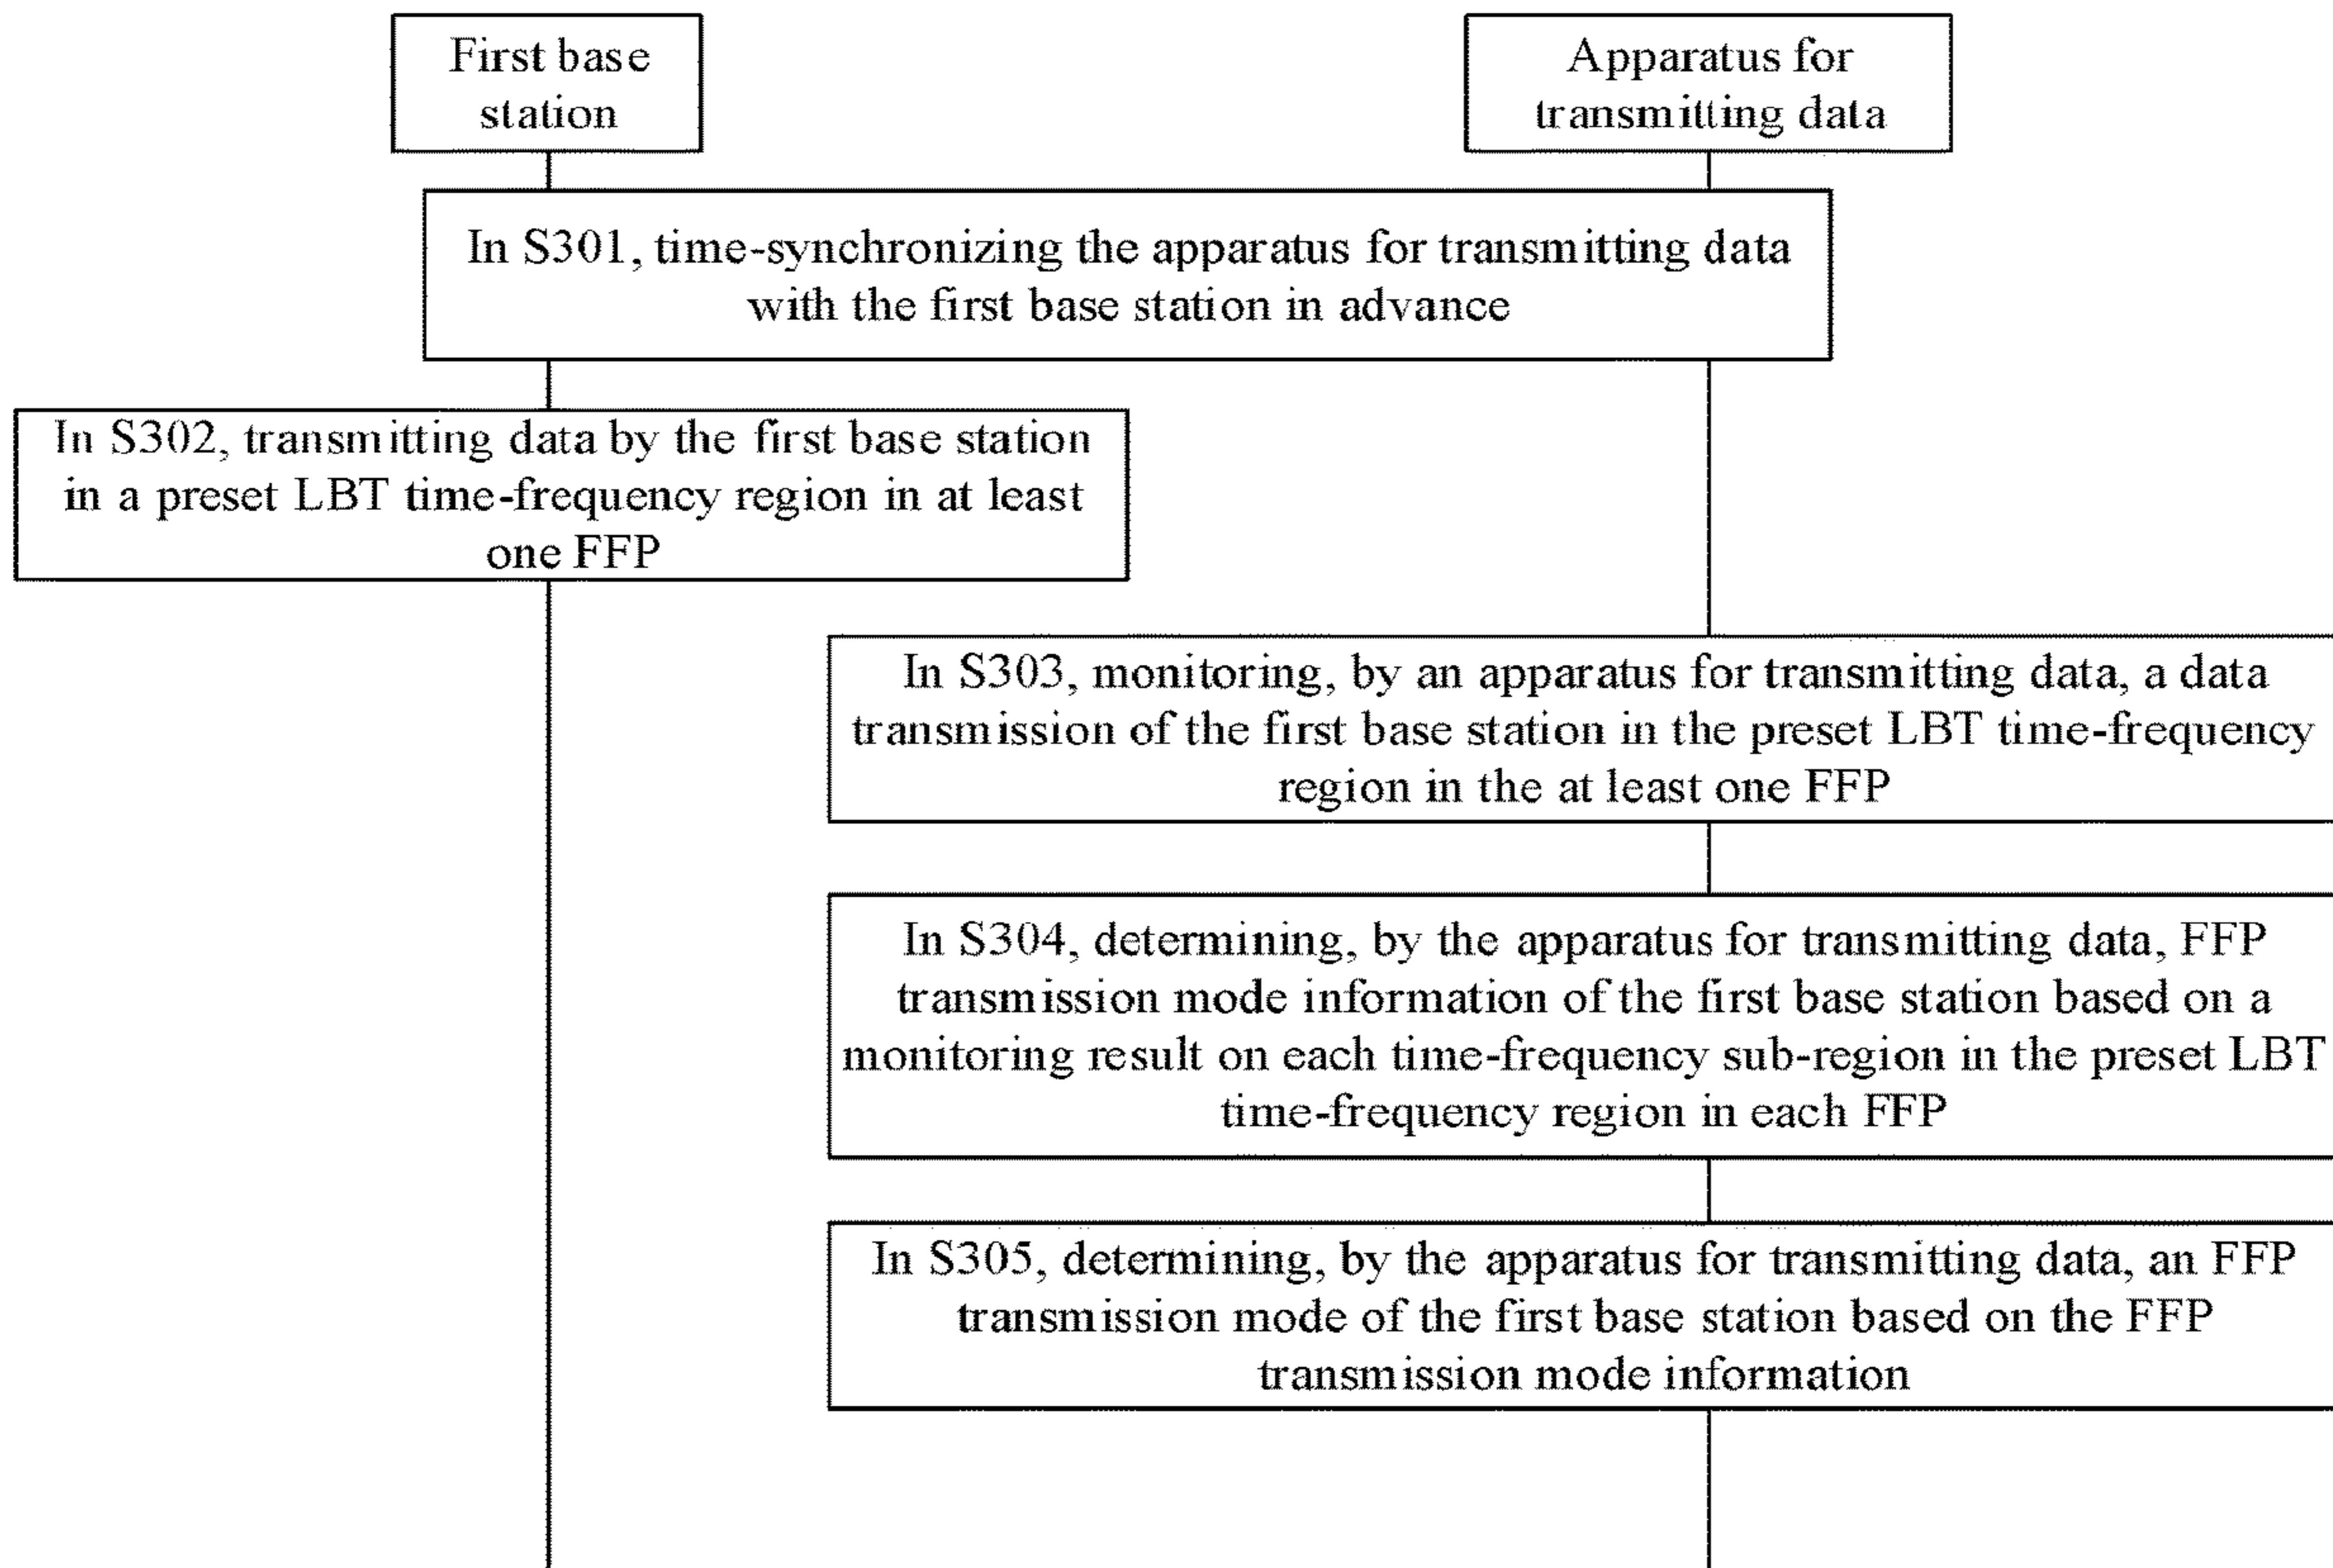 First base
station
Apparatus for
transmitting data
In S301, time-synchronizing the apparatus for transmitting data
with the first base station in advance
In S302, transmitting data by the first base station
in a preset LBT time-frequency region in at least
one FFP
In S303, monitoring, by an apparatus for transmitting data, a data
transmission of the first base station in the preset LBT time-frequency
region in the at least one FFP
In S304, determining, by the apparatus for transmitting data, FFP
transmission mode information of the first base station based on a
monitoring result on each time-frequency sub-region in the preset LBT
time-frequency region in each FFP
In S305, determining, by the apparatus for transmitting data, an FFP
transmission mode of the first base station based on the FFP
transmission mode information